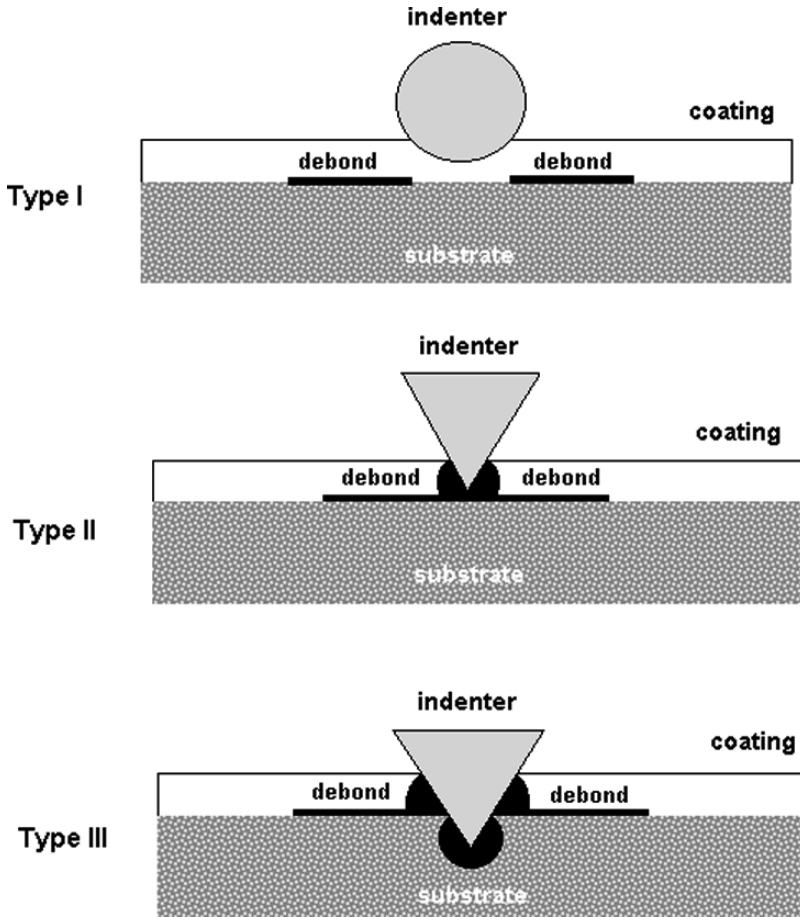 indenter
coating
debond
debond
Type I
substrate
indenter
coating
debond
debond
Type II
substrate
indenter
coating
debond
debond
Type III
substrate